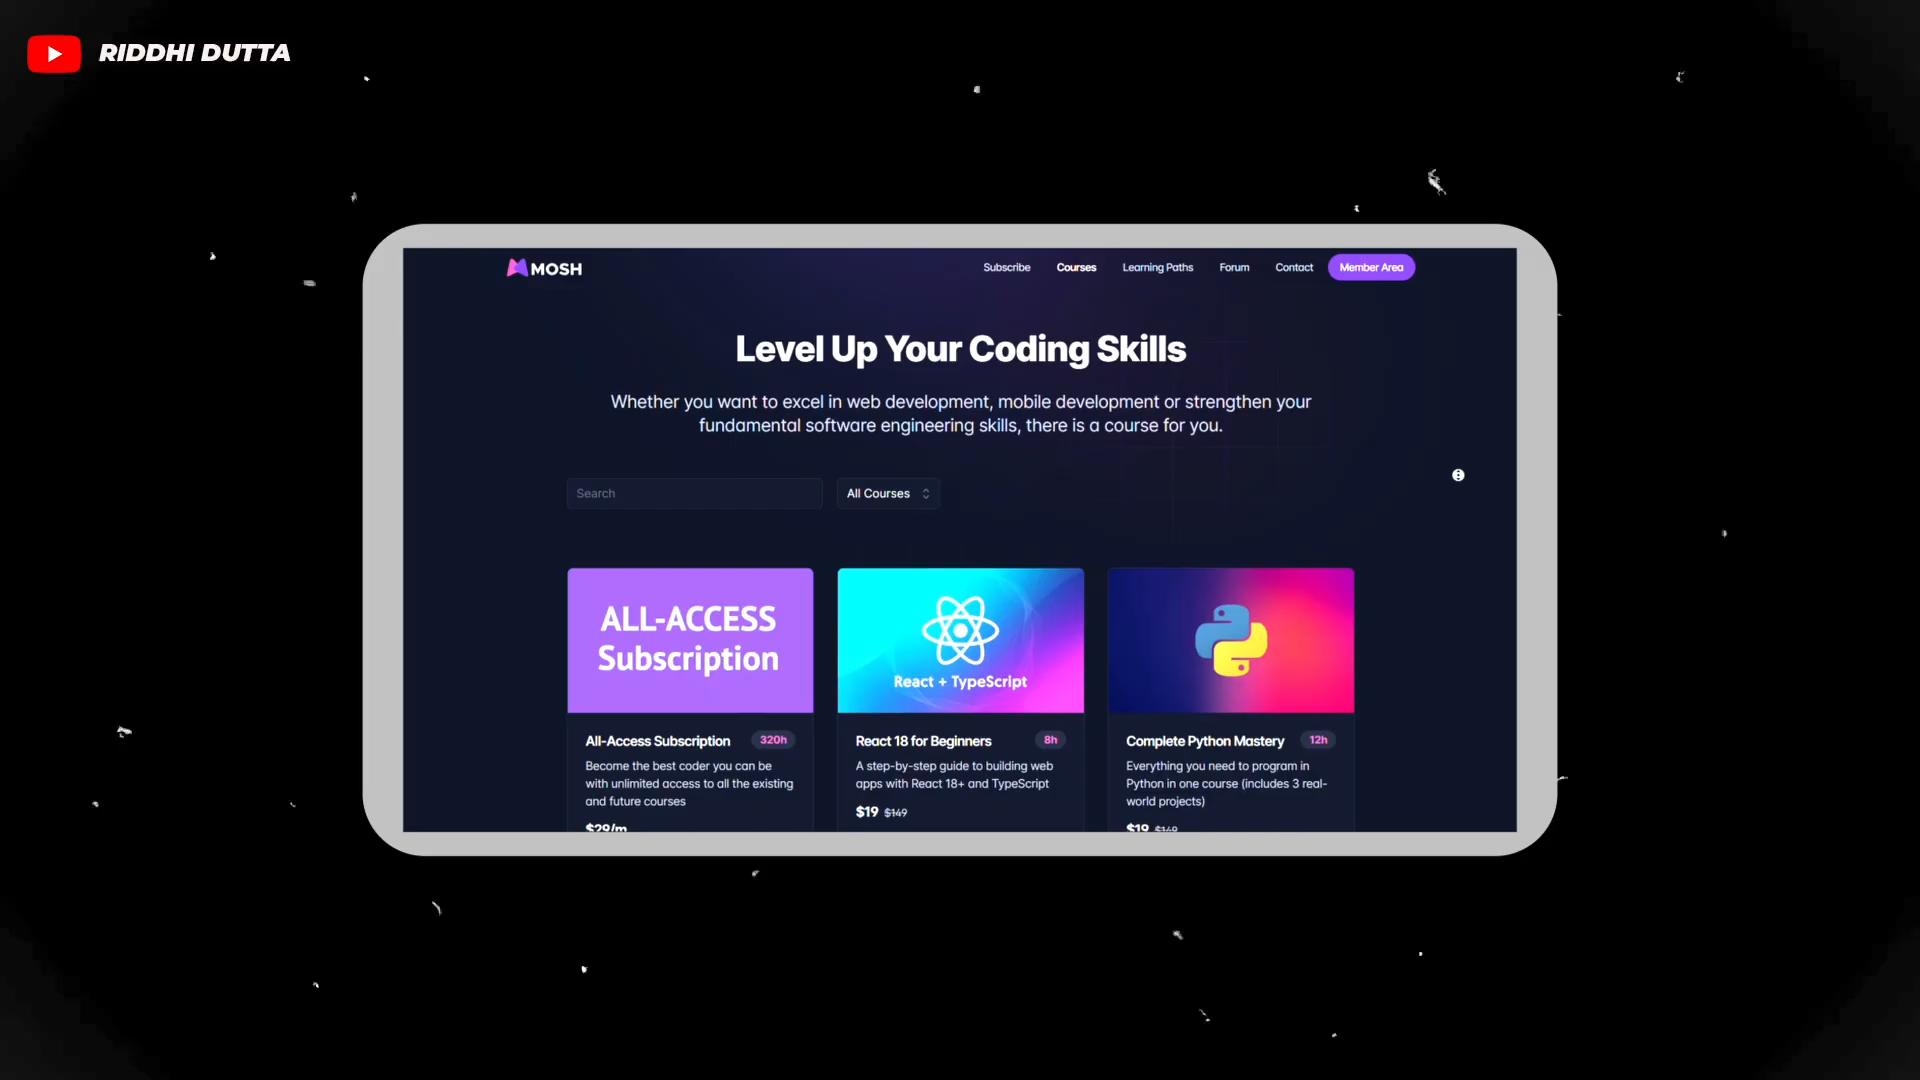 RIDDHI DUTTA
MOSH
Subscribe
Courses
Learning Paths
Forum
Contact
Member Area
Level Up Your Coding Skills
Whether you want to excel in web development, mobile development or strengthen your
fundamental software engineering skills, there is a course for you.
Search
All Courses
ALL-ACCESS
Subscription
All-Access Subscription 320h
Become the best coder you can be
with unlimited access to all the existing
and future courses
$29/m
React + TypeScript
React 18 for Beginners 8h
A step-by-step guide to building web
apps with React 18+ and TypeScript
$19 $149
Complete Python Mastery 12h
Everything you need to program in
Python in one course (includes 3 real-
world projects)
$19 $149